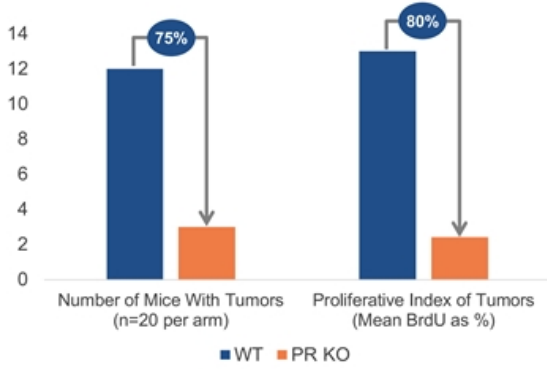 75%
80%
14
12
10
8
6
4
2
0
Number of Mice With Tumors
(n=20 per arm)
Proliferative Index of Tumors
(Mean BrdU as %)
WT
PR KO